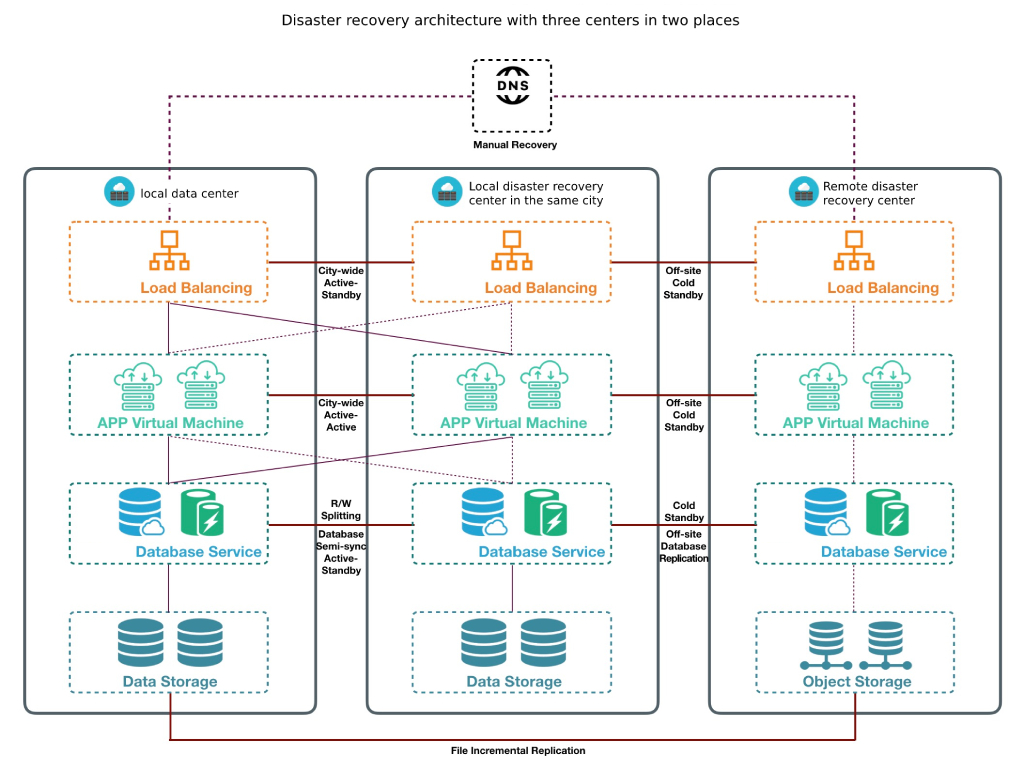 Disaster recovery architecture with three centers in two places
DNS
Manual Recovery
local data center
Local disaster recovery
center in the same city
Remote disaster
recovery center
Load Balancing
City-wide
Active-
Standby
Load Balancing
Off-site
Cold
Standby
Load Balancing
APP Virtual Machine
City-wide
Active-
Active
APP Virtual Machine
Off-site
Cold
Standby
APP Virtual Machine
Database Service
R/W
Splitting
Database
Semi-sync
Active-
Standby
Database Service
Cold
Standby
Off-site
Database
Replication
Database Service
Data Storage
Data Storage
Object Storage
File Incremental Replication